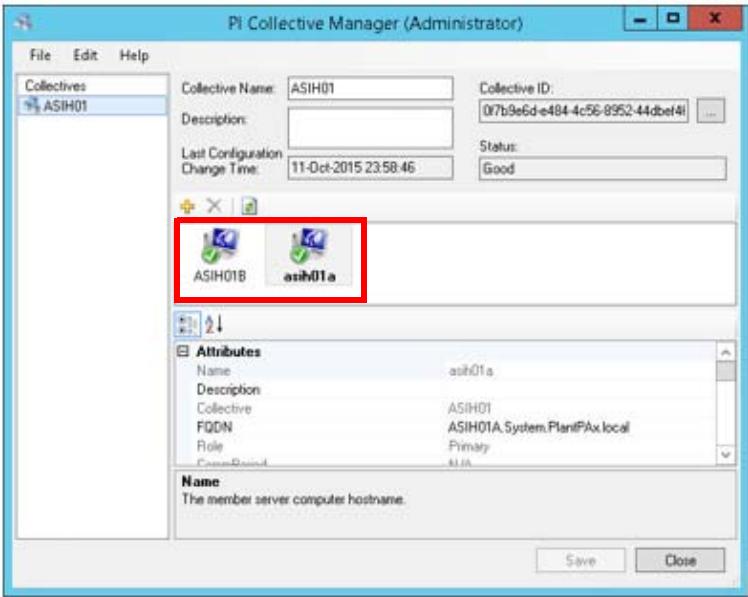 PI Collective Manager (Administrator)
File Edit Help
Collectives
ASIH01
Collective Name: ASIH01
Collective ID:
0f7b9e6d-e484-4c56-8952-44dbef4f
...
Description:
Last Configuration
Change Time: 11-Oct-2015 23:58:46
Status:
Good
ASIH01B asih01a
Attributes
Name asih01a
Description
Collective ASIH01
FQDN ASIH01A.System.PlantPAx.local
Role Primary
CommPeriod N/A
Name
The member server computer hostname.
Save Close